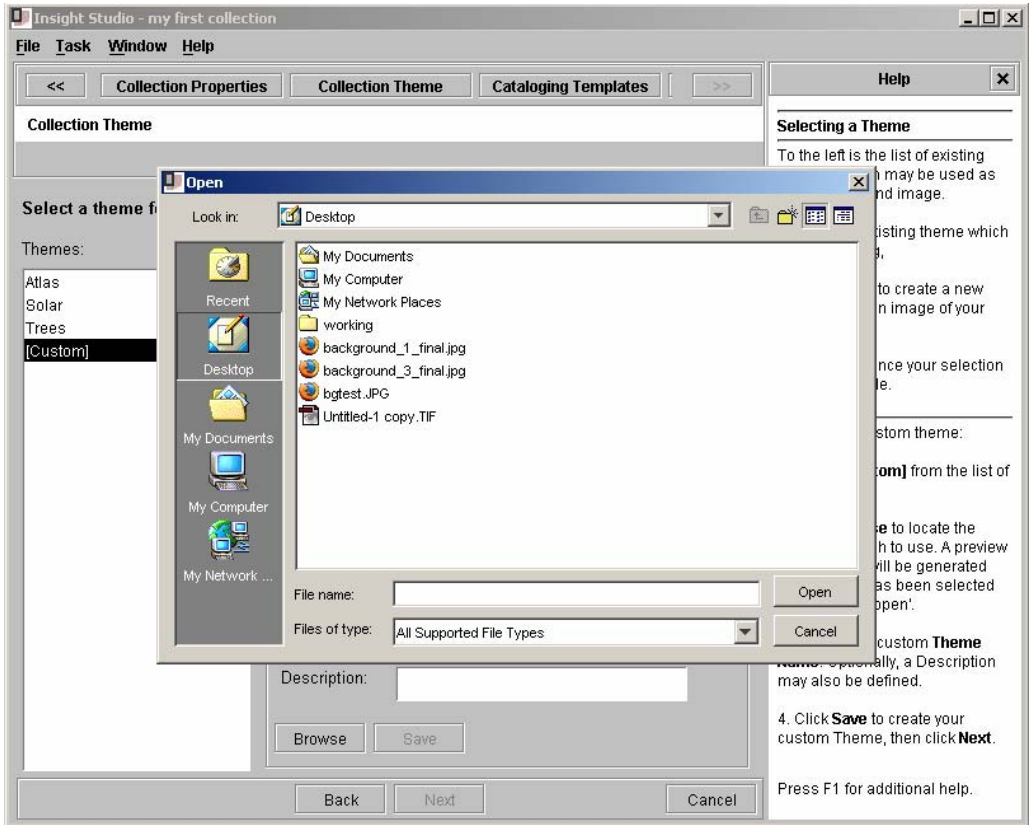 Insight Studio - my first collection
File Task Window Help
<< Collection Properties Collection Theme Cataloging Templates >>
Collection Theme
Select a theme f
Themes:
Atlas
Solar
Trees
[Custom]
Open
Look in: Desktop
Recent
Desktop
My Documents
My Computer
My Network ...
My Documents
My Computer
My Network Places
working
background_1_final.jpg
background_3_final.jpg
bgtest.JPG
Untitled-1 copy.TIF
File name: Open
Files of type: All Supported File Types Cancel
Description:
Browse Save
Back Next Cancel
Help
Selecting a Theme
To the left is the list of existing
may be used as
nd image.
isting theme which
to create a new
n image of your
nce your selection
le.
stom theme:
om] from the list of
e to locate the
h to use. A preview
vill be generated
as been selected
open'.
custom Theme
Name. Optionally, a Description
may also be defined.
4. Click Save to create your
custom Theme, then click Next.
Press F1 for additional help.